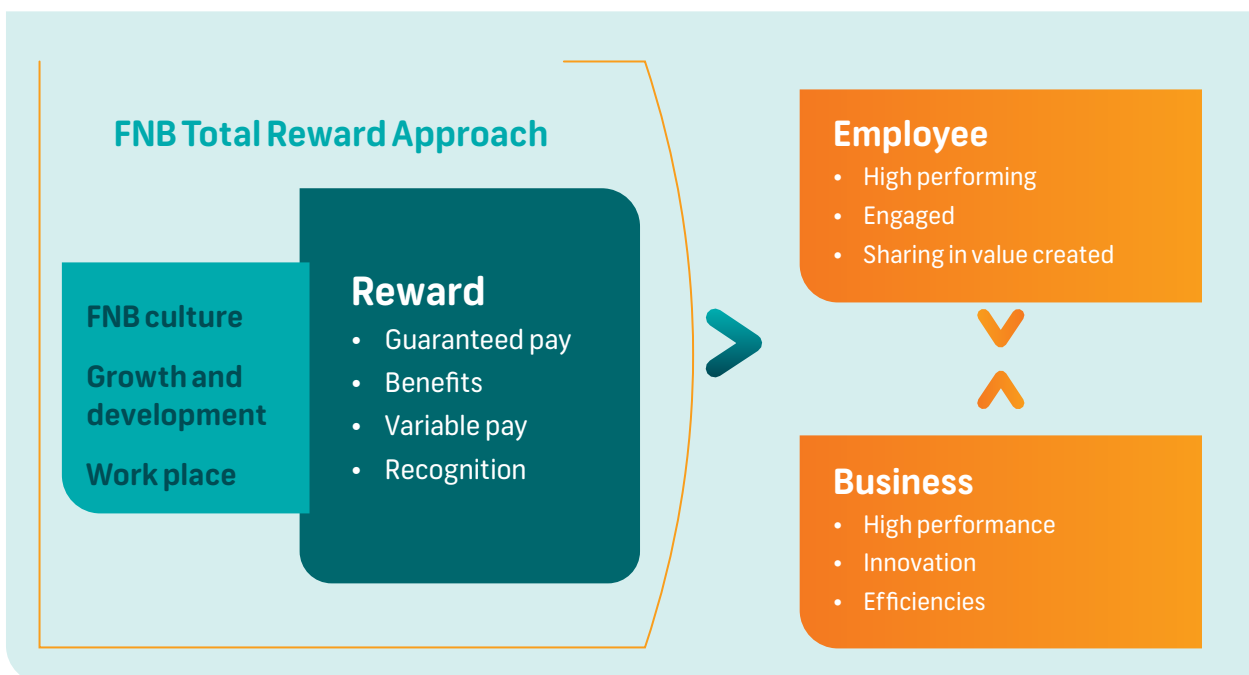 FNB Total Reward Approach
FNB culture
Growth and
development
Work place
Reward
• Guaranteed pay
• Benefits
• Variable pay
• Recognition
Employee
• High performing
• Engaged
• Sharing in value created
Business
• High performance
• Innovation
• Efficiencies